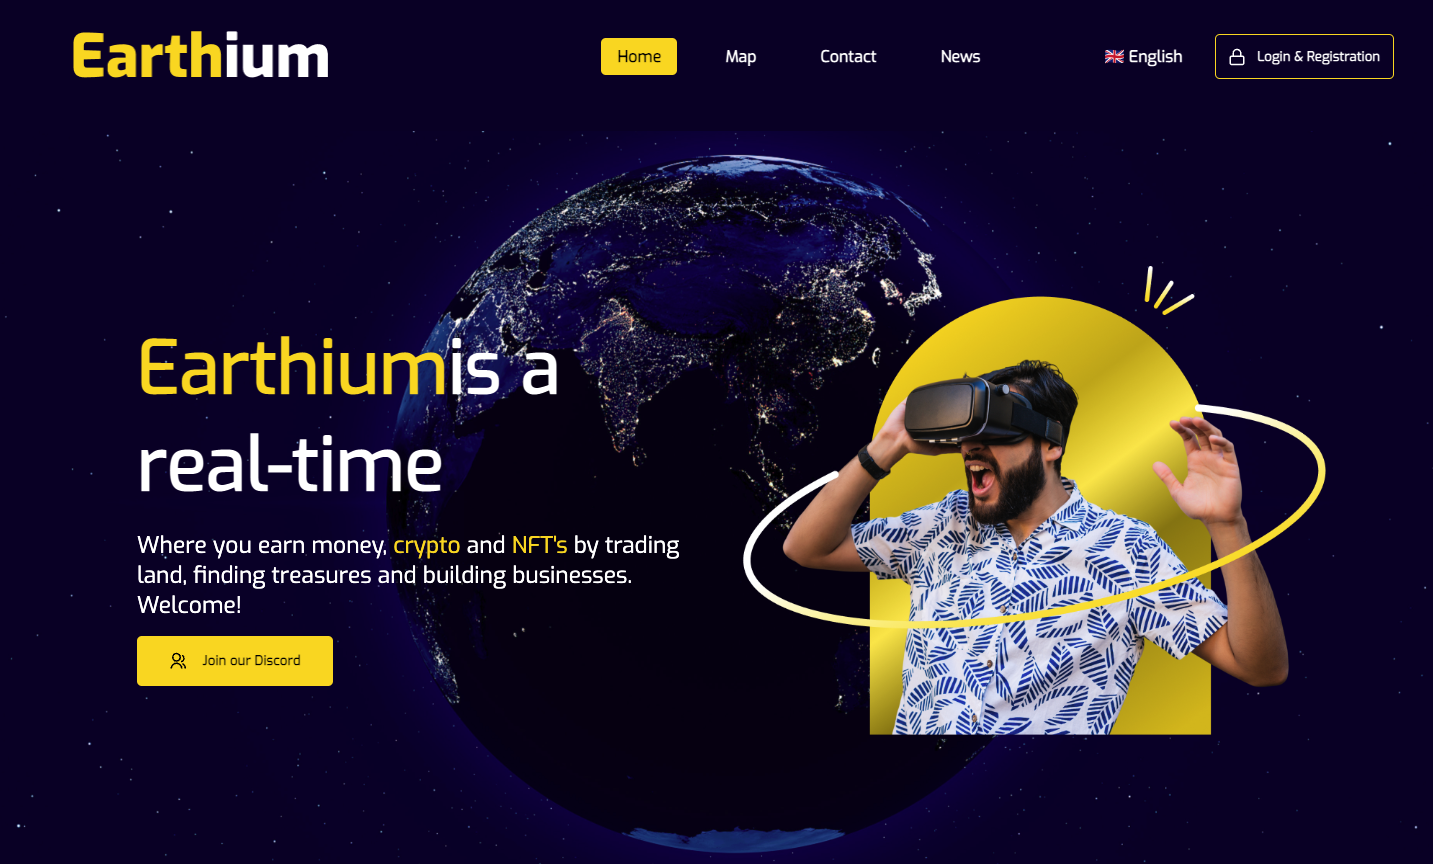 Earthium
Home
Map
Contact
News
English
Login & Registration
Earthiumis a
real-time
Where you earn money, crypto and NFT's by trading
land, finding treasures and building businesses.
Welcome!
Join our Discord